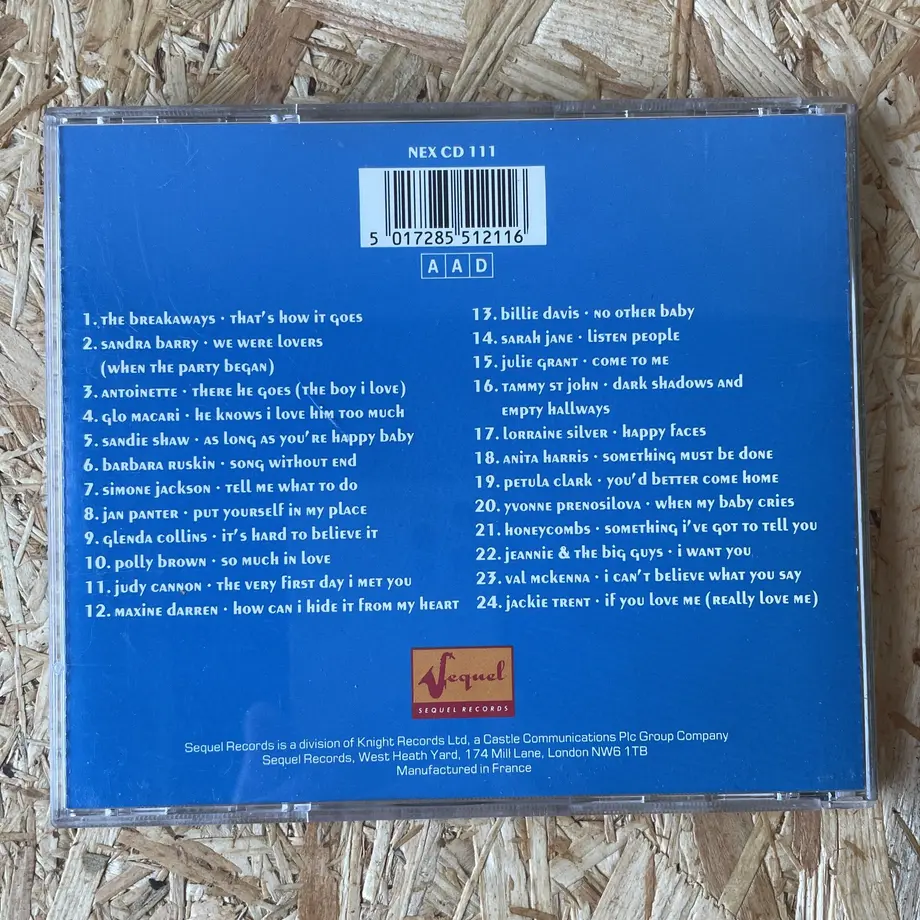 NEX CD 111
5 017285 512116
AAD
1. THE BREAKAWAYS · THAT'S HOW IT GOES
2. SANDRA BARRY · WE WERE LOVERS
(WHEN THE PARTY BEGAN)
3. ANTOINETTE · THERE HE GOES (THE BOY I LOVE)
4. GLO MACARI · HE KNOWS I LOVE HIM TOO MUCH
5. SANDIE SHAW · AS LONG AS YOU'RE HAPPY BABY
6. BARBARA RUSKIN · SONG WITHOUT END
7. SIMONE JACKSON · TELL ME WHAT TO DO
8. JAN PANTER · PUT YOURSELF IN MY PLACE
9. GLENDA COLLINS · IT'S HARD TO BELIEVE IT
10. POLLY BROWN · SO MUCH IN LOVE
11. JUDY CANNON · THE VERY FIRST DAY I MET YOU
12. MAXINE DARREN · HOW CAN I HIDE IT FROM MY HEART
13. BILLIE DAVIS · NO OTHER BABY
14. SARAH JANE · LISTEN PEOPLE
15. JULIE GRANT · COME TO ME
16. TAMMY ST JOHN · DARK SHADOWS AND
EMPTY HALLWAYS
17. LORRAINE SILVER · HAPPY FACES
18. ANITA HARRIS · SOMETHING MUST BE DONE
19. PETULA CLARK · YOU'D BETTER COME HOME
20. YVONNE PRENOSILOVA · WHEN MY BABY CRIES
21. HONEYCOMBS · SOMETHING I'VE GOT TO TELL YOU
22. JEANNIE & THE BIG GUYS · I WANT YOU
23. VAL MCKENNA · I CAN'T BELIEVE WHAT YOU SAY
24. JACKIE TRENT · IF YOU LOVE ME (REALLY LOVE ME)
Sequel
SEQUEL RECORDS
Sequel Records is a division of Knight Records Ltd, a Castle Communications Plc Group Company
Sequel Records, West Heath Yard, 174 Mill Lane, London NW6 1TB
Manufactured in France